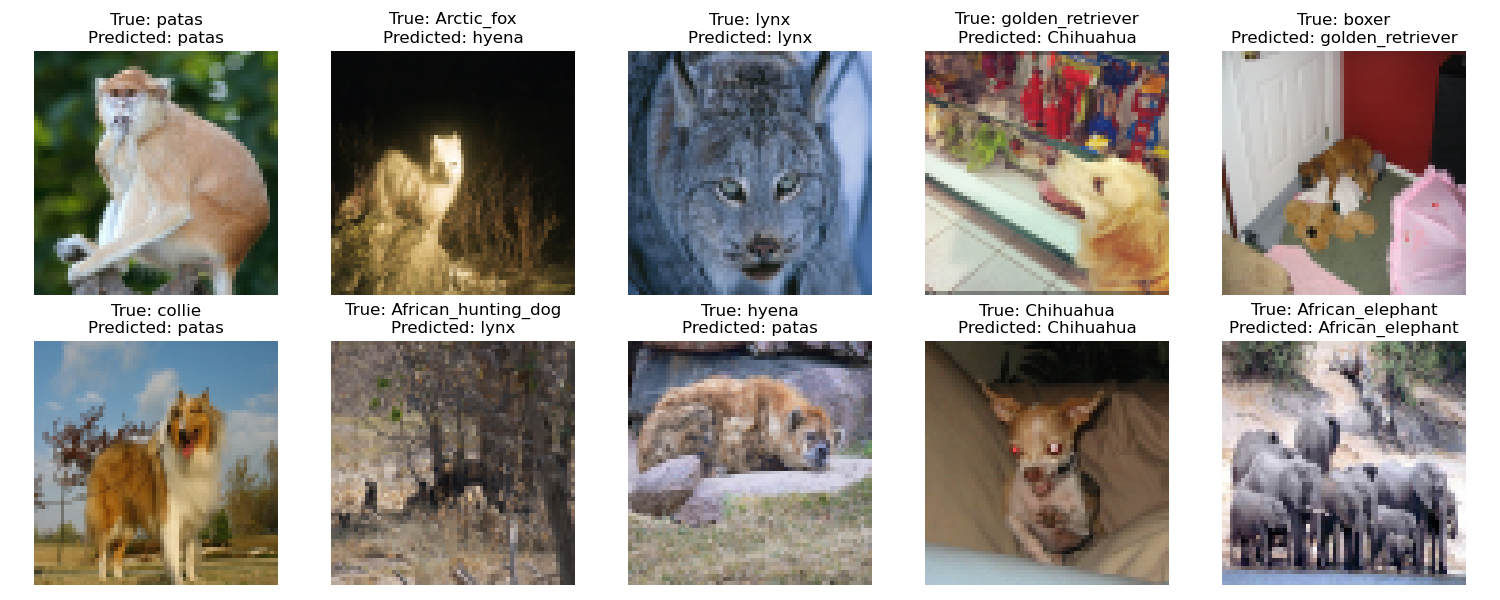 True: patas
Predicted: patas
True: Arctic_fox
Predicted: hyena
True: lynx
Predicted: lynx
True: golden_retriever
Predicted: Chihuahua
True: boxer
Predicted: golden_retriever
True: collie
Predicted: patas
True: African_hunting_dog
Predicted: lynx
True: hyena
Predicted: patas
True: Chihuahua
Predicted: Chihuahua
True: African_elephant
Predicted: African_elephant